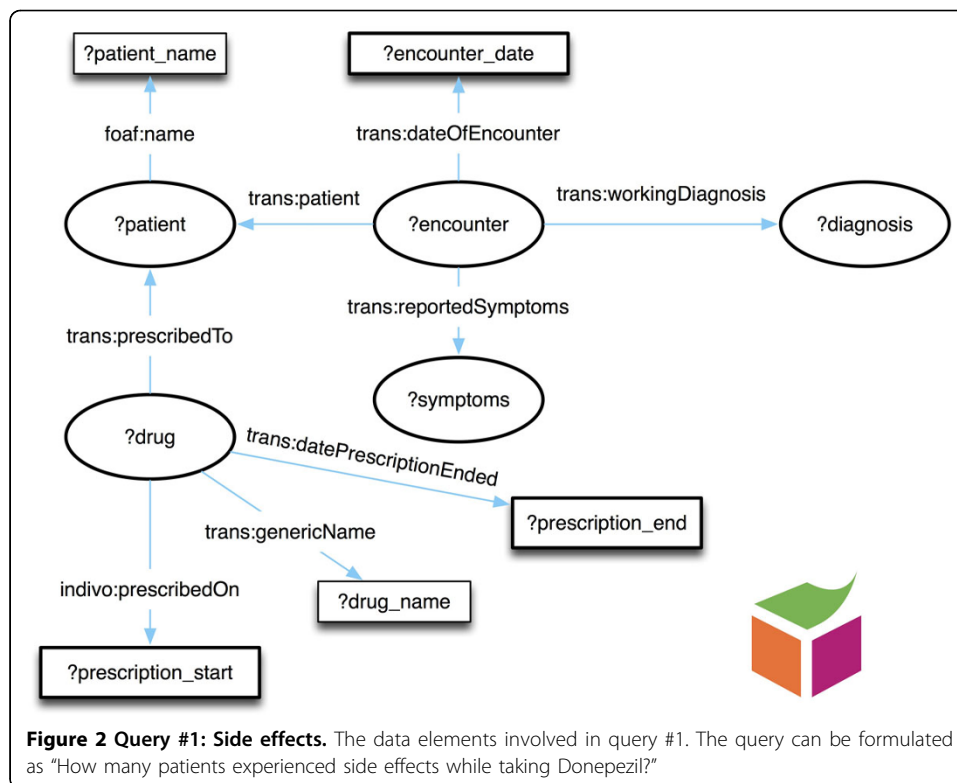 ?patient_name
?encounter_date
foaf:name
trans:dateOfEncounter
trans:patient
trans:workingDiagnosis
?patient
?encounter
?diagnosis
trans:reportedSymptoms
trans:prescribedTo
?symptoms
?drug
trans:datePrescriptionEnded
?prescription_end
trans:genericName
indivo:prescribedOn
?drug_name
?prescription_start
Figure 2 Query #1: Side effects. The data elements involved in query #1. The query can be formulated
as “How many patients experienced side effects while taking Donepezil?”